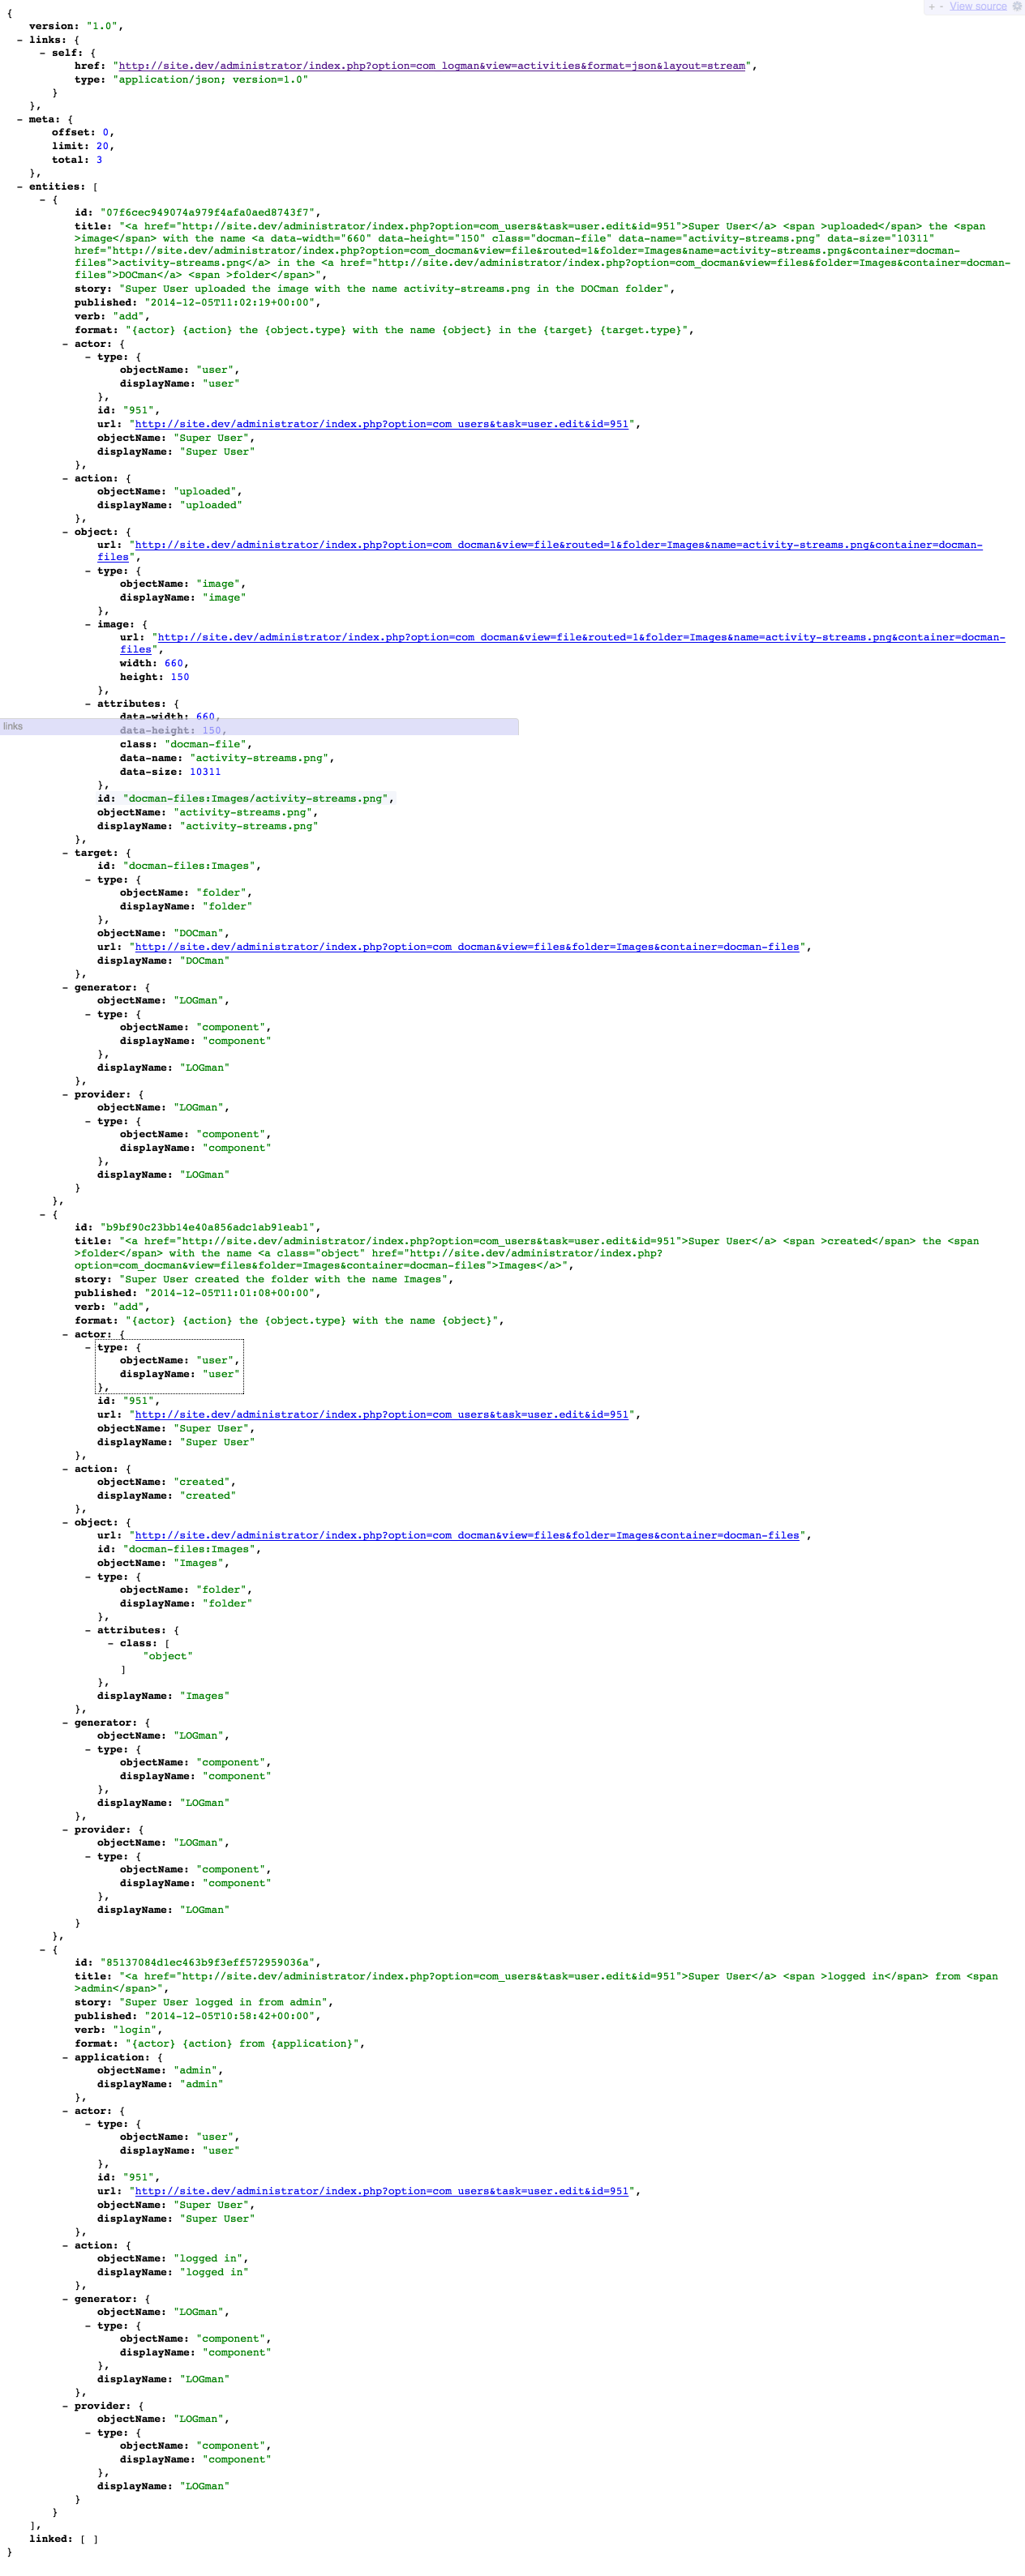 + - View source
{
version: "1.0",
- links: {
- self: {
href: "http://site.dev/administrator/index.php?option=com_logman&view=activities&format=json&layout=stream",
type: "application/json; version=1.0"
}
},
- meta: {
offset: 0,
limit: 20,
total: 3
},
- entities: [
- {
id: "07f6cec949074a979f4afa0aed8743f7",
title: "<a href="http://site.dev/administrator/index.php?option=com_users&task=user.edit&id=951">Super User</a> <span >uploaded</span> the <span
>image</span> with the name <a data-width="660" data-height="150" class="docman-file" data-name="activity-streams.png" data-size="10311"
href="http://site.dev/administrator/index.php?option=com_docman&view=file&routed=1&folder=Images&name=activity-streams.png&container=docman-
files">activity-streams.png</a> in the <a href="http://site.dev/administrator/index.php?option=com_docman&view=files&folder=Images&container=docman-
files">DOCman</a> <span >folder</span>",
story: "Super User uploaded the image with the name activity-streams.png in the DOCman folder",
published: "2014-12-05T11:02:19+00:00",
verb: "add",
format: "{actor} {action} the {object.type} with the name {object} in the {target} {target.type}",
- actor: {
- type: {
objectName: "user",
displayName: "user"
},
id: "951",
url: "http://site.dev/administrator/index.php?option=com_users&task=user.edit&id=951",
objectName: "Super User",
displayName: "Super User"
},
- action: {
objectName: "uploaded",
displayName: "uploaded"
},
- object: {
url: "http://site.dev/administrator/index.php?option=com_docman&view=file&routed=1&folder=Images&name=activity-streams.png&container=docman-
files",
- type: {
objectName: "image",
displayName: "image"
},
- image: {
url: "http://site.dev/administrator/index.php?option=com_docman&view=file&routed=1&folder=Images&name=activity-streams.png&container=docman-
files",
width: 660,
height: 150
},
- attributes: {
data-width: 660,
links
data-height: 150,
class: "docman-file",
data-name: "activity-streams.png",
data-size: 10311
},
id: "docman-files:Images/activity-streams.png",
objectName: "activity-streams.png",
displayName: "activity-streams.png"
},
- target: {
id: "docman-files:Images",
- type: {
objectName: "folder",
displayName: "folder"
},
objectName: "DOCman",
url: "http://site.dev/administrator/index.php?option=com_docman&view=files&folder=Images&container=docman-files",
displayName: "DOCman"
},
- generator: {
objectName: "LOGman",
- type: {
objectName: "component",
displayName: "component"
},
displayName: "LOGman"
},
- provider: {
objectName: "LOGman",
- type: {
objectName: "component",
displayName: "component"
},
displayName: "LOGman"
}
},
- {
id: "b9bf90c23bb14e40a856adc1ab91eab1",
title: "<a href="http://site.dev/administrator/index.php?option=com_users&task=user.edit&id=951">Super User</a> <span >created</span> the <span
>folder</span> with the name <a class="object" href="http://site.dev/administrator/index.php?
option=com_docman&view=files&folder=Images&container=docman-files">Images</a>",
story: "Super User created the folder with the name Images",
published: "2014-12-05T11:01:08+00:00",
verb: "add",
format: "{actor} {action} the {object.type} with the name {object}",
- actor: {
- type: {
objectName: "user",
displayName: "user"
},
id: "951",
url: "http://site.dev/administrator/index.php?option=com_users&task=user.edit&id=951",
objectName: "Super User",
displayName: "Super User"
},
- action: {
objectName: "created",
displayName: "created"
},
- object: {
url: "http://site.dev/administrator/index.php?option=com_docman&view=files&folder=Images&container=docman-files",
id: "docman-files:Images",
objectName: "Images",
- type: {
objectName: "folder",
displayName: "folder"
},
- attributes: {
- class: [
"object"
]
},
displayName: "Images"
},
- generator: {
objectName: "LOGman",
- type: {
objectName: "component",
displayName: "component"
},
displayName: "LOGman"
},
- provider: {
objectName: "LOGman",
- type: {
objectName: "component",
displayName: "component"
},
displayName: "LOGman"
}
},
- {
id: "85137084d1ec463b9f3eff572959036a",
title: "<a href="http://site.dev/administrator/index.php?option=com_users&task=user.edit&id=951">Super User</a> <span >logged in</span> from <span
>admin</span>",
story: "Super User logged in from admin",
published: "2014-12-05T10:58:42+00:00",
verb: "login",
format: "{actor} {action} from {application}",
- application: {
objectName: "admin",
displayName: "admin"
},
- actor: {
- type: {
objectName: "user",
displayName: "user"
},
id: "951",
url: "http://site.dev/administrator/index.php?option=com_users&task=user.edit&id=951",
objectName: "Super User",
displayName: "Super User"
},
- action: {
objectName: "logged in",
displayName: "logged in"
},
- generator: {
objectName: "LOGman",
- type: {
objectName: "component",
displayName: "component"
},
displayName: "LOGman"
},
- provider: {
objectName: "LOGman",
- type: {
objectName: "component",
displayName: "component"
},
displayName: "LOGman"
}
}
],
linked: [ ]
}